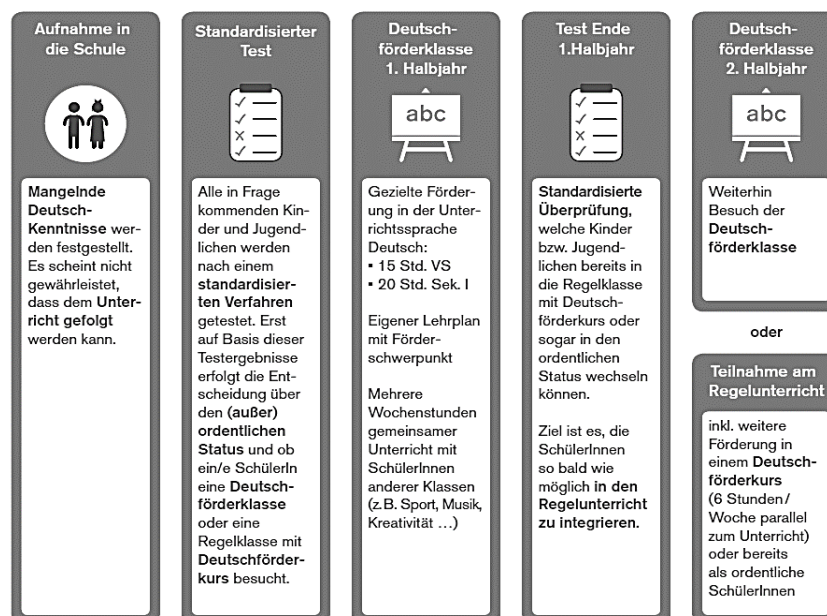 Aufnahme in
die Schule
Mangelnde
Deutsch-
Kenntnisse wer-
den festgestellt.
Es scheint nicht
gewährleistet,
dass dem Unter-
richt gefolgt
werden kann.
Standardisierter
Test
Alle in Frage
kommenden Kin-
der und Jugend-
lichen werden
nach einem
standardisier-
ten Verfahren
getestet. Erst
auf Basis dieser
Testergebnisse
erfolgt die Ent-
scheidung über
den (außer)
ordentlichen
Status und ob
ein/e SchülerIn
eine Deutsch-
förderklasse
oder eine
Regelklasse mit
Deutschförder-
kurs besucht.
Deutsch-
förderklasse
1. Halbjahr
abc
Gezielte Förder-
ung in der Unter-
richtssprache
Deutsch:
▪ 15 Std. VS
▪ 20 Std. Sek. I
Eigener Lehrplan
mit Förder-
schwerpunkt
Mehrere
Wochenstunden
gemeinsamer
Unterricht mit
SchülerInnen
anderer Klassen
(z.B. Sport, Musik,
Kreativität ...)
Test Ende
1.Halbjahr
Standardisierte
Überprüfung,
welche Kinder
bzw. Jugend-
lichen bereits in
die Regelklasse
mit Deutsch-
förderkurs oder
sogar in den
ordentlichen
Status wechseln
können.
Ziel ist es, die
SchülerInnen
so bald wie
möglich in den
Regelunterricht
zu integrieren.
Deutsch-
förderklasse
2. Halbjahr
abc
Weiterhin
Besuch der
Deutsch-
förderklasse
oder
Teilnahme am
Regelunterricht
inkl. weitere
Förderung in
einem Deutsch-
förderkurs
(6 Stunden/
Woche parallel
zum Unterricht)
oder bereits
als ordentliche
SchülerInnen